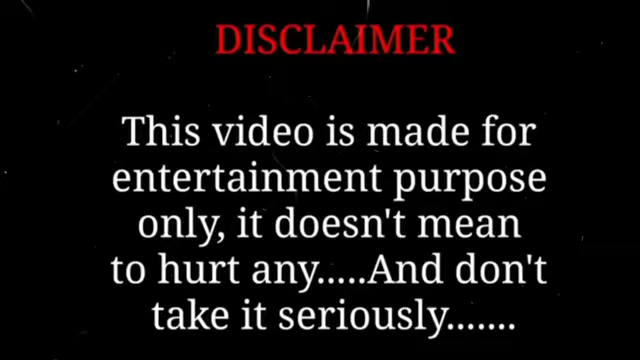 DISCLAIMER
This video is made for
entertainment purpose
only, it doesn't mean
to hurt any.....And don't
take it seriously.......